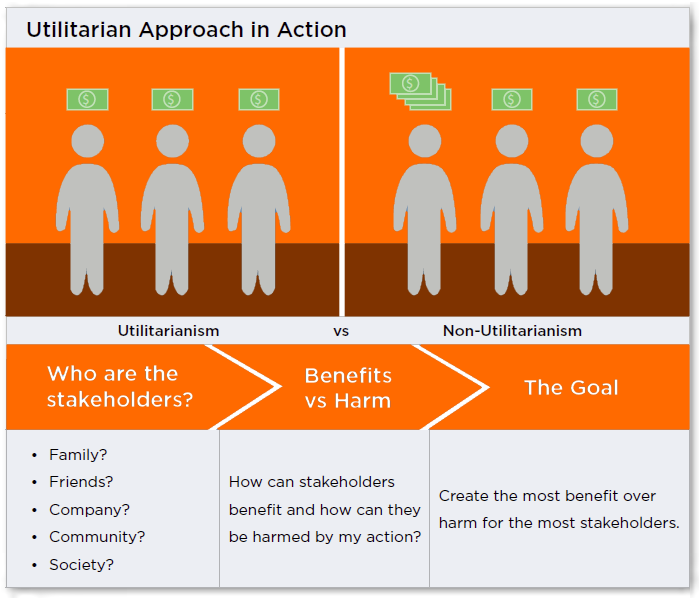 Utilitarian Approach in Action
$ $ $ $ $ $
Utilitarianism vs Non-Utilitarianism
Who are the
stakeholders?
Benefits
vs Harm
The Goal
• Family?
• Friends?
• Company?
• Community?
• Society?
How can stakeholders
benefit and how can they
be harmed by my action?
Create the most benefit over
harm for the most stakeholders.